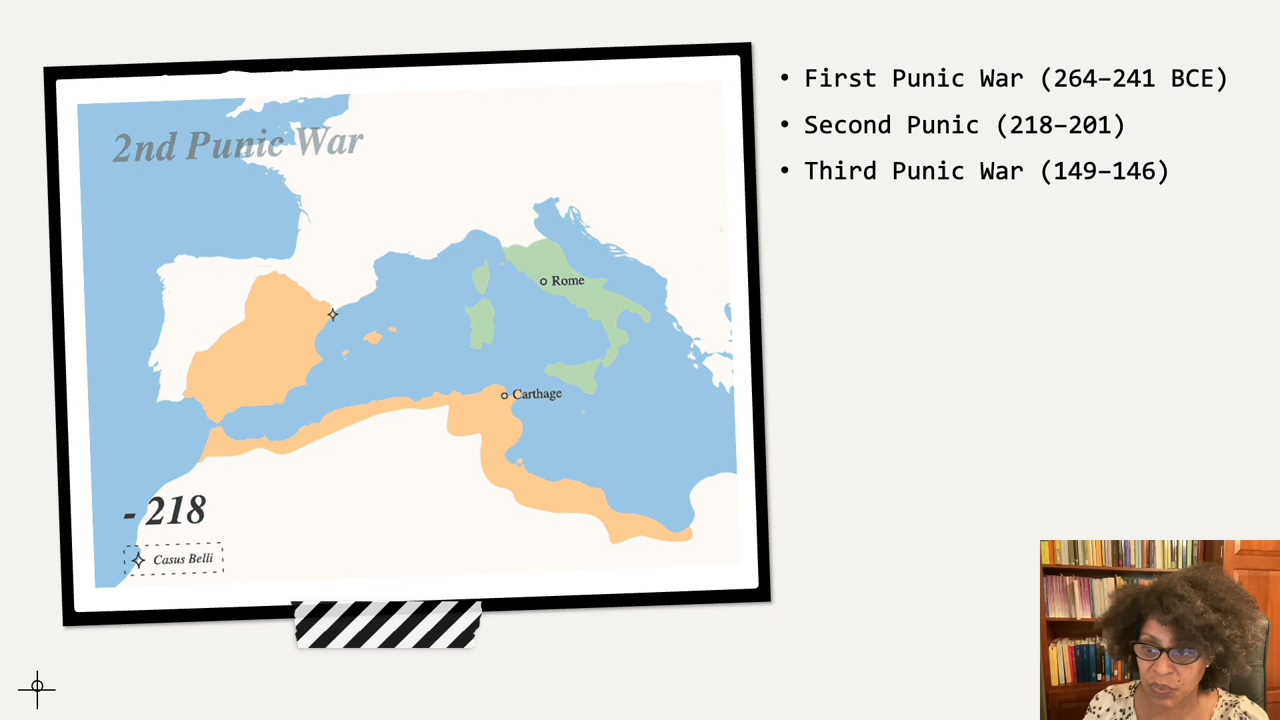 2nd Punic War
Rome
Carthage
- 218
Casus Belli
• First Punic War (264–241 BCE)
• Second Punic (218–201)
• Third Punic War (149–146)